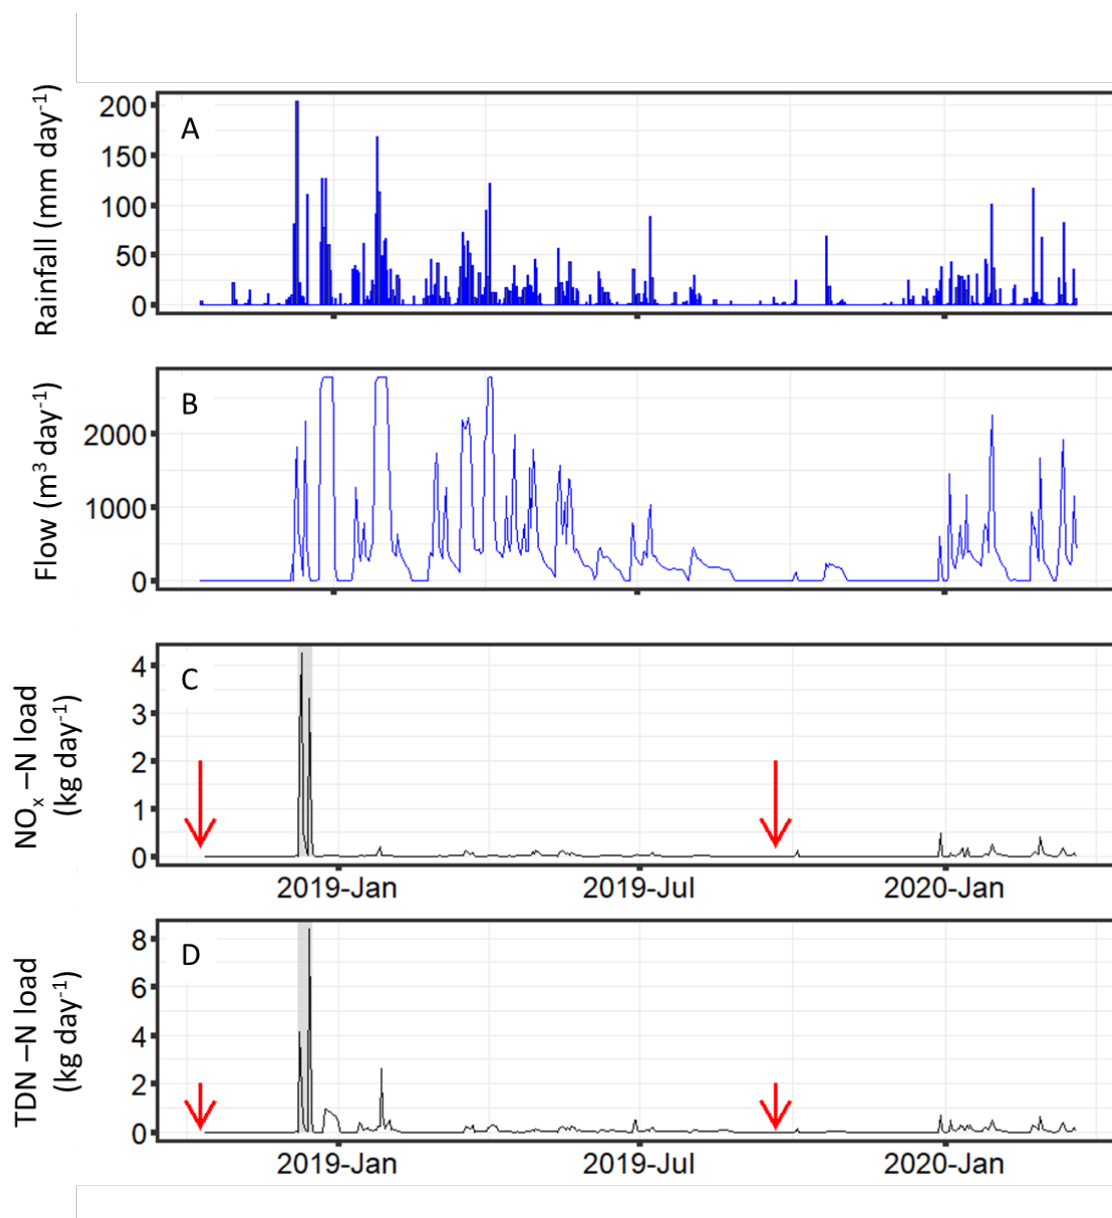 Rainfall (mm day⁻¹)
200
150
100
50
0
A
Flow (m³ day⁻¹)
2000
1000
0
B
NOₓ –N load
(kg day⁻¹)
4
3
2
1
0
C
2019-Jan
2019-Jul
2020-Jan
TDN –N load
(kg day⁻¹)
8
6
4
2
0
D
2019-Jan
2019-Jul
2020-Jan